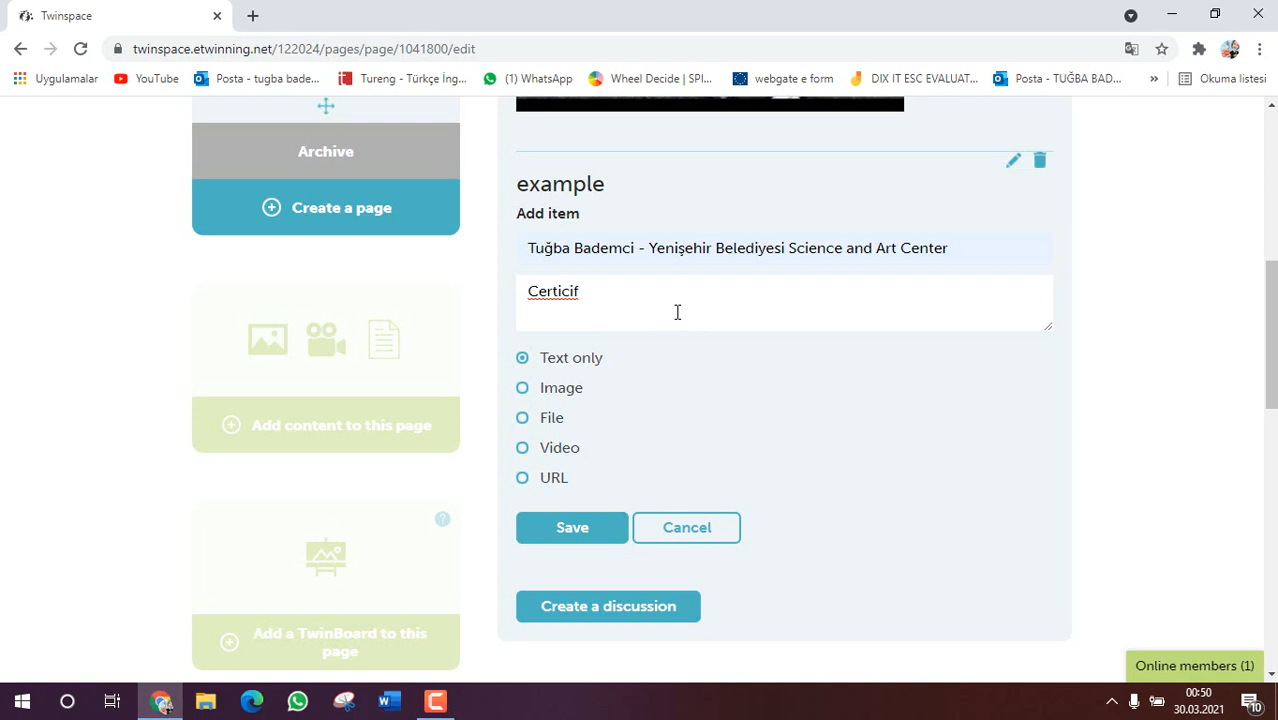 Twinspace
twinspace.etwinning.net/122024/pages/page/1041800/edit
Uygulamalar
YouTube
Posta - tugba bade...
Tureng - Türkçe İng...
(1) WhatsApp
Wheel Decide | SPI...
webgate e form
DIX IT ESC EVALUAT...
Posta - TUĞBA BAD...
»
Okuma listesi
Archive
Create a page
example
Add item
Tuğba Bademci - Yenişehir Belediyesi Science and Art Center
Certicif
Text only
Image
File
Video
URL
Save
Cancel
Create a discussion
Add content to this page
?
Add a TwinBoard to this
page
Online members (1)
00:50
30.03.2021
10